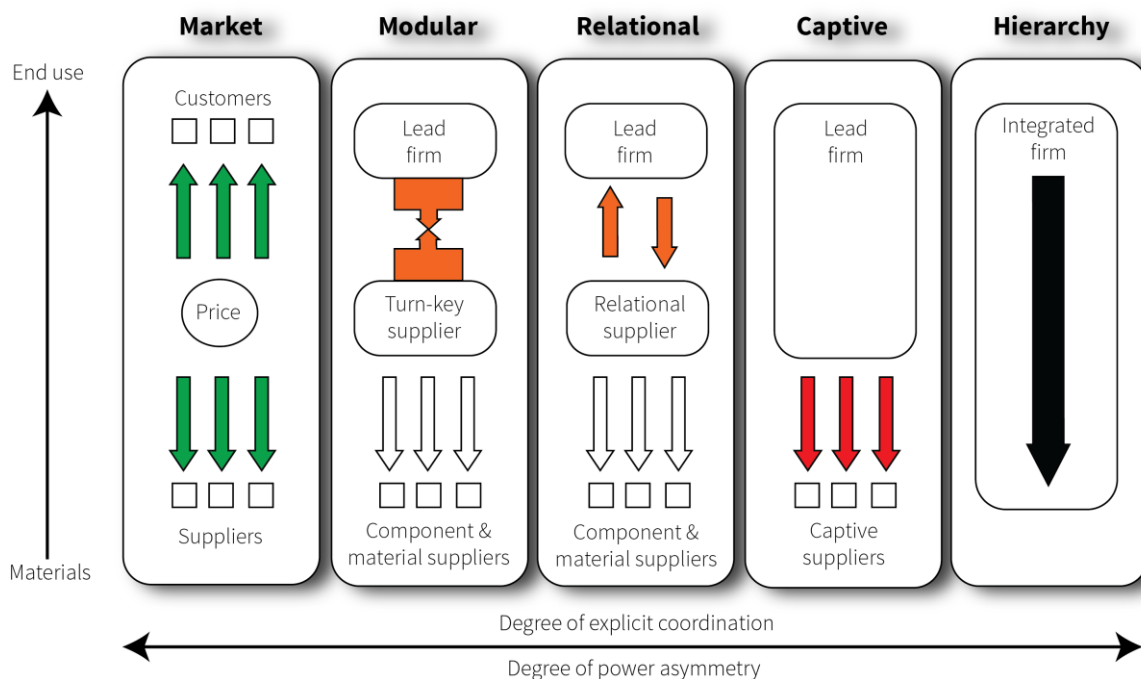 Market
Modular
Relational
Captive
Hierarchy
End use
Materials
Customers
Price
Suppliers
Lead
firm
Turn-key
supplier
Component &
material suppliers
Lead
firm
Relational
supplier
Component &
material suppliers
Lead
firm
Captive
suppliers
Integrated
firm
Degree of explicit coordination
Degree of power asymmetry